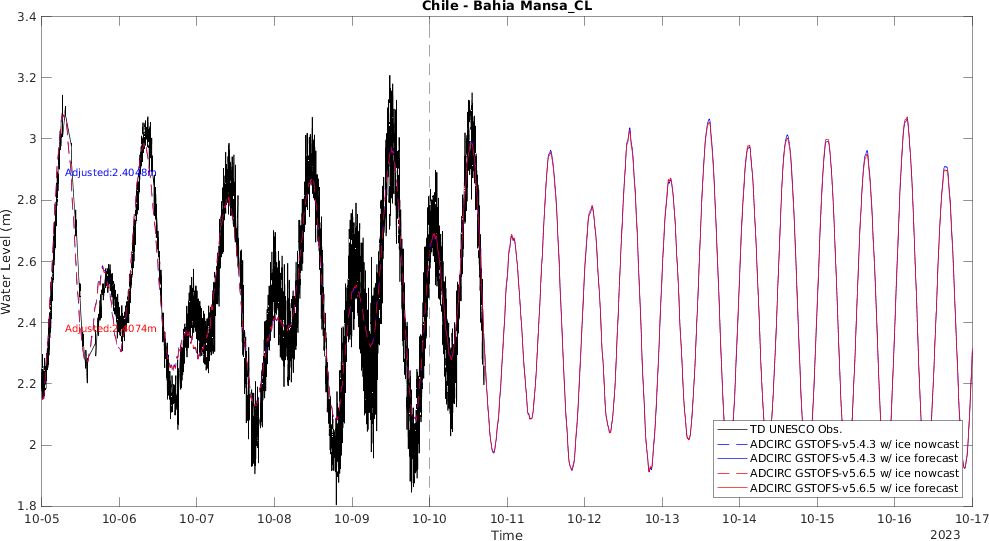 Chile - Bahia Mansa_CL
Water Level (m)
3.4
3.2
3
2.8
2.6
2.4
2.2
2
1.8
Adjusted:2.4048m
Adjusted:2.4074m
TD UNESCO Obs.
ADCIRC GSTOFS-v5.4.3 w/ ice nowcast
ADCIRC GSTOFS-v5.4.3 w/ ice forecast
ADCIRC GSTOFS-v5.6.5 w/ ice nowcast
ADCIRC GSTOFS-v5.6.5 w/ ice forecast
10-05 10-06 10-07 10-08 10-09 10-10 10-11 10-12 10-13 10-14 10-15 10-16 10-17
Time
2023